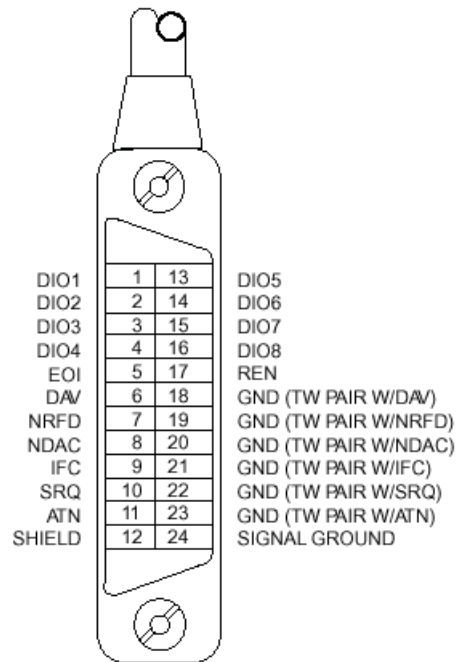 DIO1 1 13 DIO5
DIO2 2 14 DIO6
DIO3 3 15 DIO7
DIO4 4 16 DIO8
EOI 5 17 REN
DAV 6 18 GND (TW PAIR W/DAV)
NRFD 7 19 GND (TW PAIR W/NRFD)
NDAC 8 20 GND (TW PAIR W/NDAC)
IFC 9 21 GND (TW PAIR W/IFC)
SRQ 10 22 GND (TW PAIR W/SRQ)
ATN 11 23 GND (TW PAIR W/ATN)
SHIELD 12 24 SIGNAL GROUND